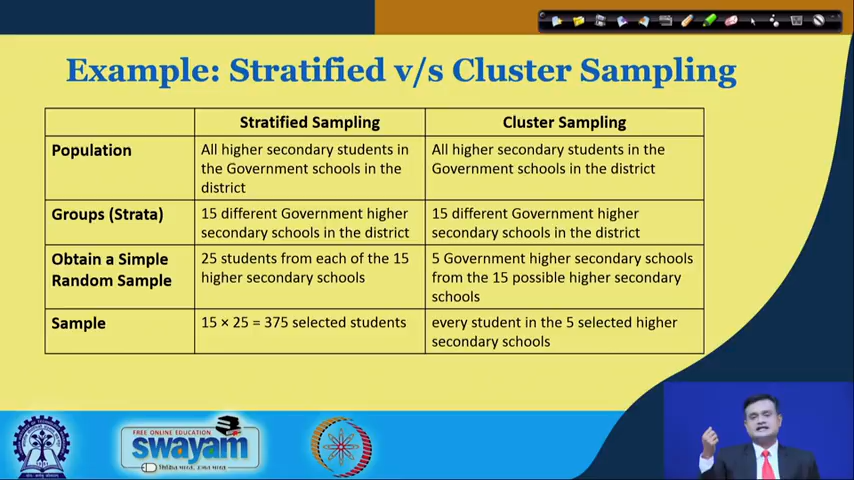 Example: Stratified v/s Cluster Sampling
Stratified Sampling
Cluster Sampling
Population
All higher secondary students in
the Government schools in the
district
All higher secondary students in the
Government schools in the district
Groups (Strata)
15 different Government higher
secondary schools in the district
15 different Government higher
secondary schools in the district
Obtain a Simple
Random Sample
25 students from each of the 15
higher secondary schools
5 Government higher secondary schools
from the 15 possible higher secondary
schools
Sample
15 × 25 = 375 selected students
every student in the 5 selected higher
secondary schools
FREE ONLINE EDUCATION
swayam